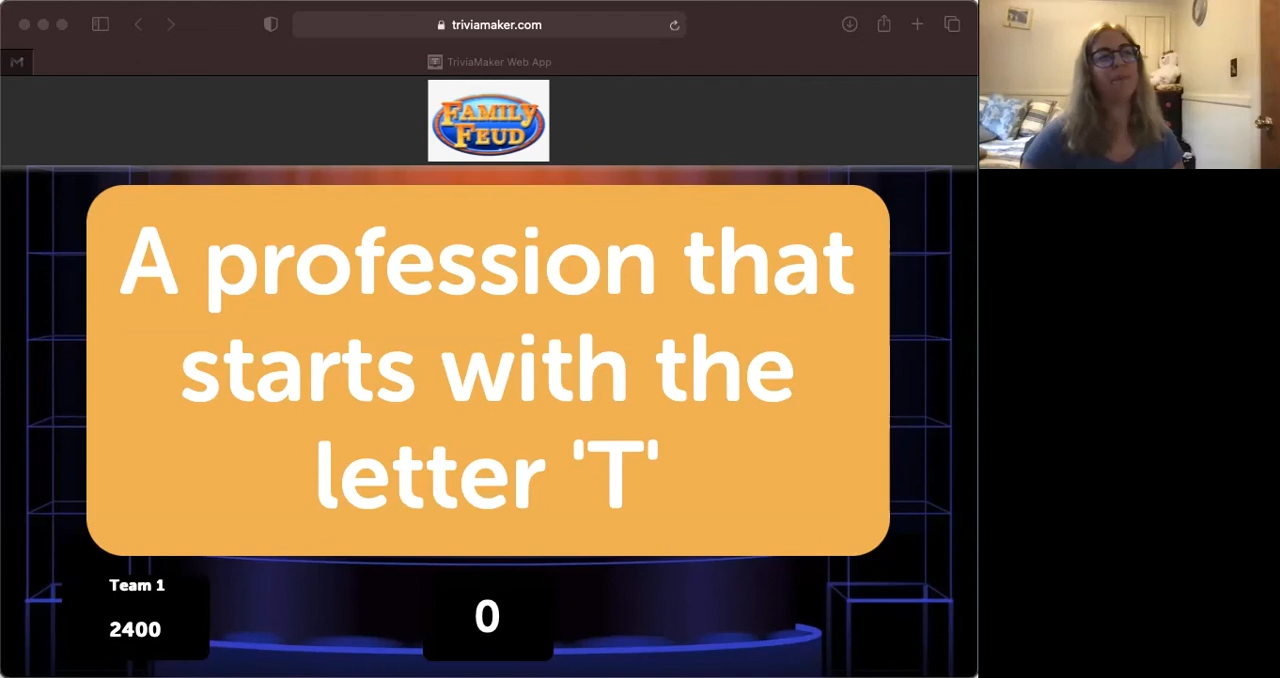 triviamaker.com
TriviaMaker Web App
FAMILY
FEUD
A profession that
starts with the
letter 'T'
Team 1
2400
0